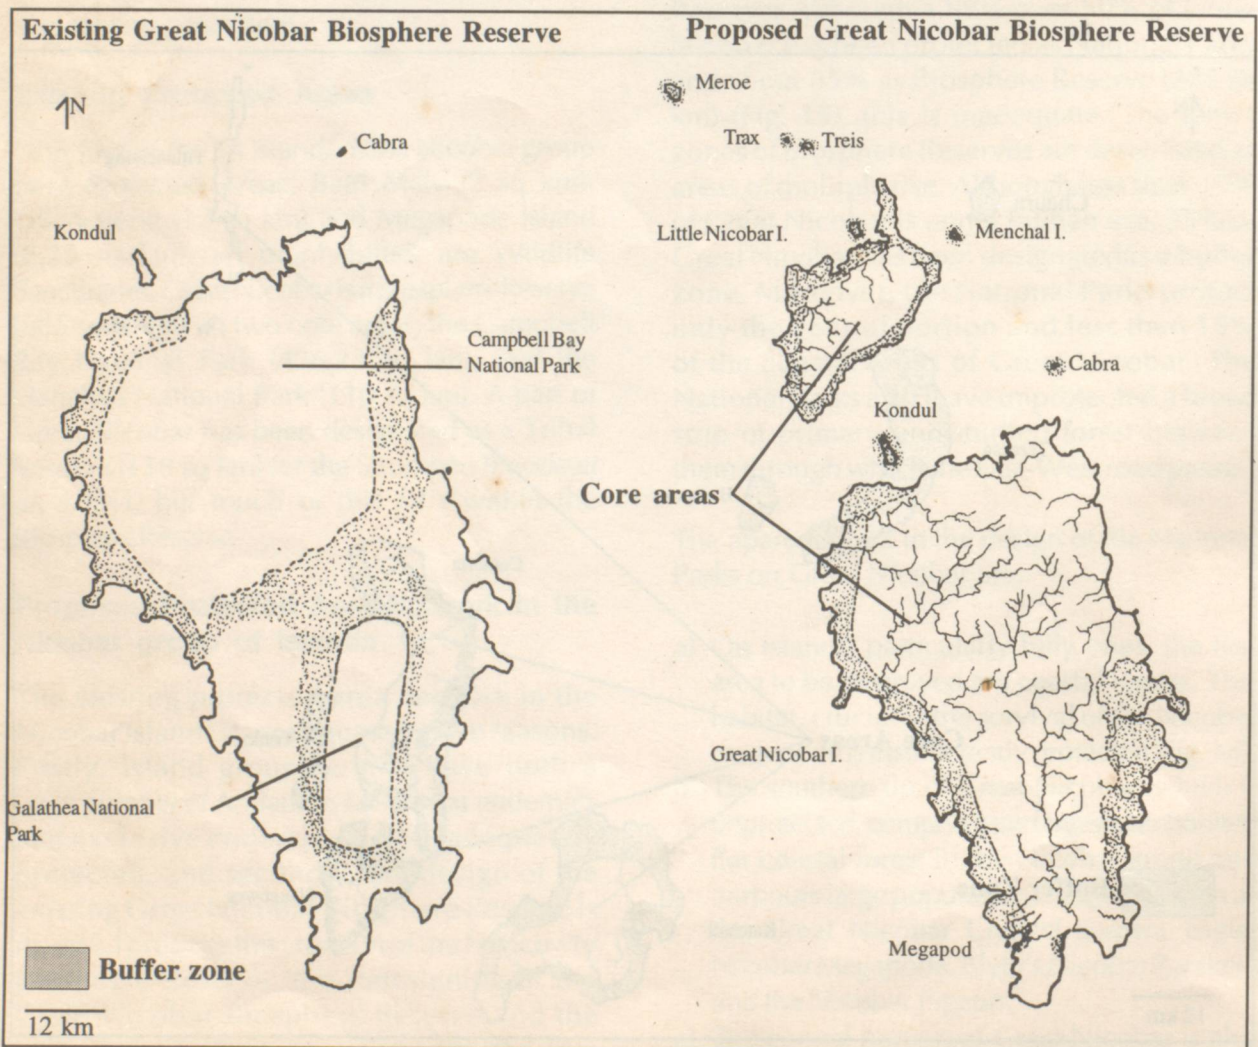 Existing Great Nicobar Biosphere Reserve
N
Cabra
Kondul
Campbell Bay
National Park
Galathea National
Park
Buffer zone
12 km
Proposed Great Nicobar Biosphere Reserve
Meroe
Trax
Treis
Little Nicobar I.
Menchal I.
Cabra
Kondul
Core areas
Great Nicobar I.
Megapod